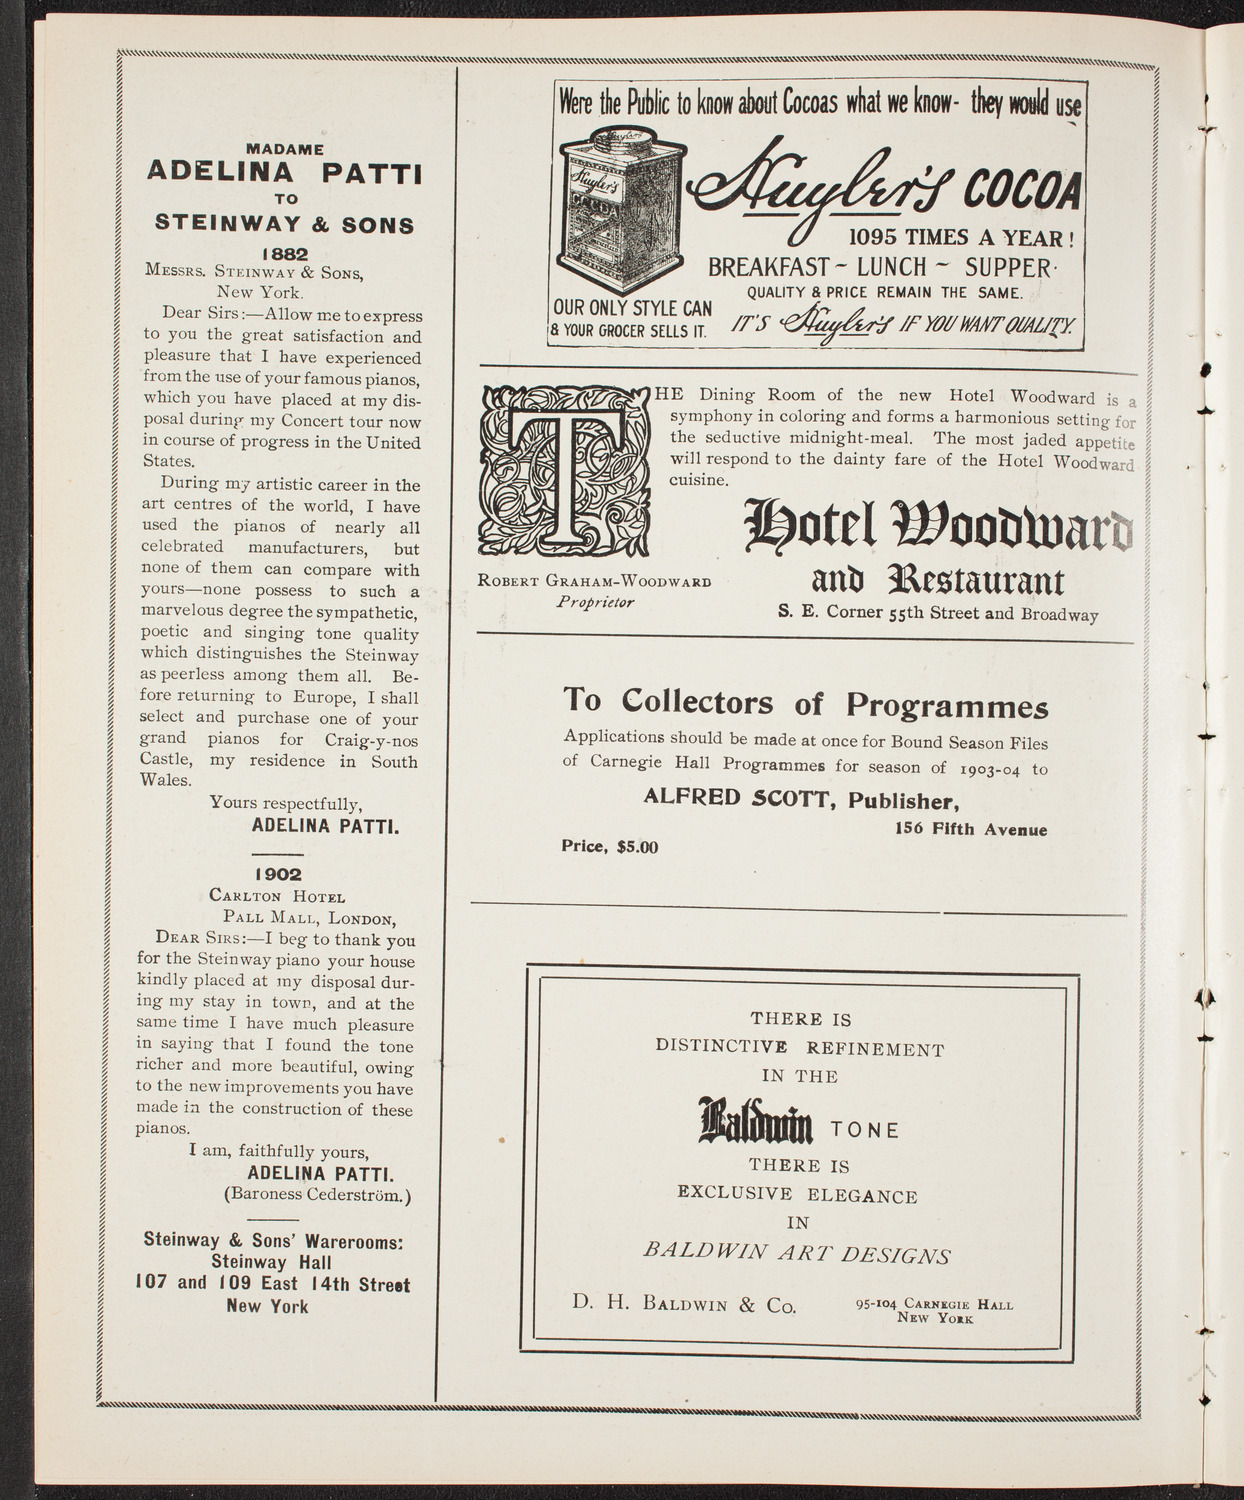 MADAME
ADELINA PATTI
TO
STEINWAY & SONS
1882
MESSRS. STEINWAY & SONS,
New York.
Dear Sirs:—Allow me to express
to you the great satisfaction and
pleasure that I have experienced
from the use of your famous pianos,
which you have placed at my dis-
posal during my Concert tour now
in course of progress in the United
States.
During my artistic career in the
art centres of the world, I have
used the pianos of nearly all
celebrated manufacturers, but
none of them can compare with
yours—none possess to such a
marvelous degree the sympathetic,
poetic and singing tone quality
which distinguishes the Steinway
as peerless among them all. Be-
fore returning to Europe, I shall
select and purchase one of your
grand pianos for Craig-y-nos
Castle, my residence in South
Wales.
Yours respectfully,
ADELINA PATTI.
1902
CARLTON HOTEL
PALL MALL, LONDON,
DEAR SIRS:—I beg to thank you
for the Steinway piano your house
kindly placed at my disposal dur-
ing my stay in town, and at the
same time I have much pleasure
in saying that I found the tone
richer and more beautiful, owing
to the new improvements you have
made in the construction of these
pianos.
I am, faithfully yours,
ADELINA PATTI.
(Baroness Cederström.)
Steinway & Sons' Warerooms:
Steinway Hall
107 and 109 East 14th Street
New York
Were the Public to know about Cocoas what we know- they would use
Huyler's
Huyler's
COCOA
Huyler's COCOA
1095 TIMES A YEAR!
BREAKFAST ~ LUNCH ~ SUPPER.
QUALITY & PRICE REMAIN THE SAME.
OUR ONLY STYLE CAN
& YOUR GROCER SELLS IT.
IT'S Huyler's IF YOU WANT QUALITY.
THE Dining Room of the new Hotel Woodward is a
symphony in coloring and forms a harmonious setting for
the seductive midnight-meal. The most jaded appetite
will respond to the dainty fare of the Hotel Woodward
cuisine.
Hotel Woodward
and Restaurant
S. E. Corner 55th Street and Broadway
ROBERT GRAHAM-WOODWARD
Proprietor
To Collectors of Programmes
Applications should be made at once for Bound Season Files
of Carnegie Hall Programmes for season of 1903-04 to
ALFRED SCOTT, Publisher,
156 Fifth Avenue
Price, $5.00
THERE IS
DISTINCTIVE REFINEMENT
IN THE
Baldwin TONE
THERE IS
EXCLUSIVE ELEGANCE
IN
BALDWIN ART DESIGNS
D. H. BALDWIN & CO.
95-104 CARNEGIE HALL
NEW YORK